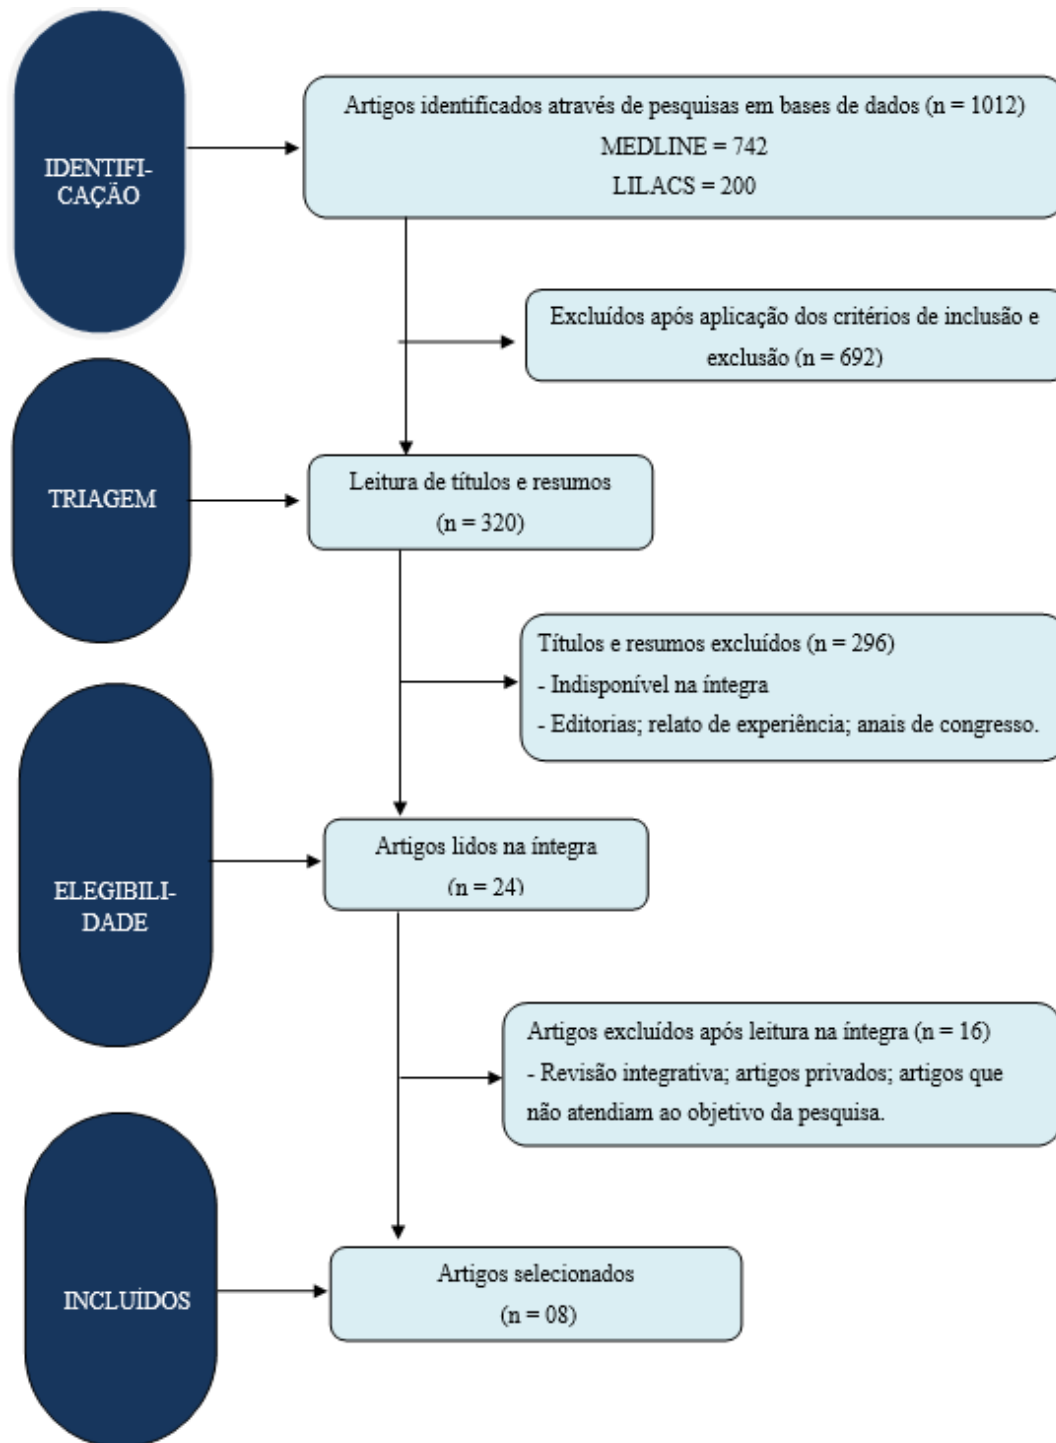 IDENTIFI-
CAÇÃO
Artigos identificados através de pesquisas em bases de dados (n = 1012)
MEDLINE = 742
LILACS = 200
Excluídos após aplicação dos critérios de inclusão e
exclusão (n = 692)
TRIAGEM
Leitura de títulos e resumos
(n = 320)
Títulos e resumos excluídos (n = 296)
- Indisponível na íntegra
- Editorias; relato de experiência; anais de congresso.
ELEGIBILI-
DADE
Artigos lidos na íntegra
(n = 24)
Artigos excluídos após leitura na íntegra (n = 16)
- Revisão integrativa; artigos privados; artigos que
não atendiam ao objetivo da pesquisa.
INCLUÍDOS
Artigos selecionados
(n = 08)